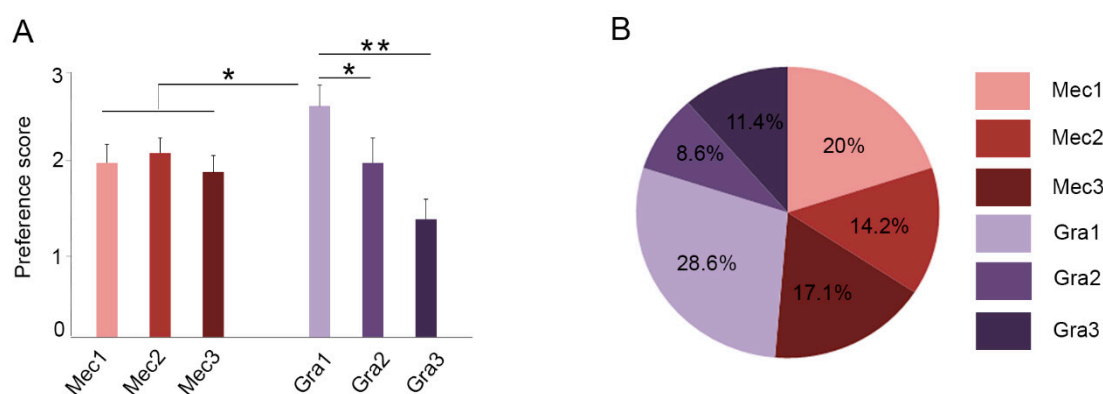 A
Preference score
3
2
1
0
*
*
**
Mec1
Mec2
Mec3
Gra1
Gra2
Gra3
B
20%
14.2%
17.1%
28.6%
8.6%
11.4%
Mec1
Mec2
Mec3
Gra1
Gra2
Gra3